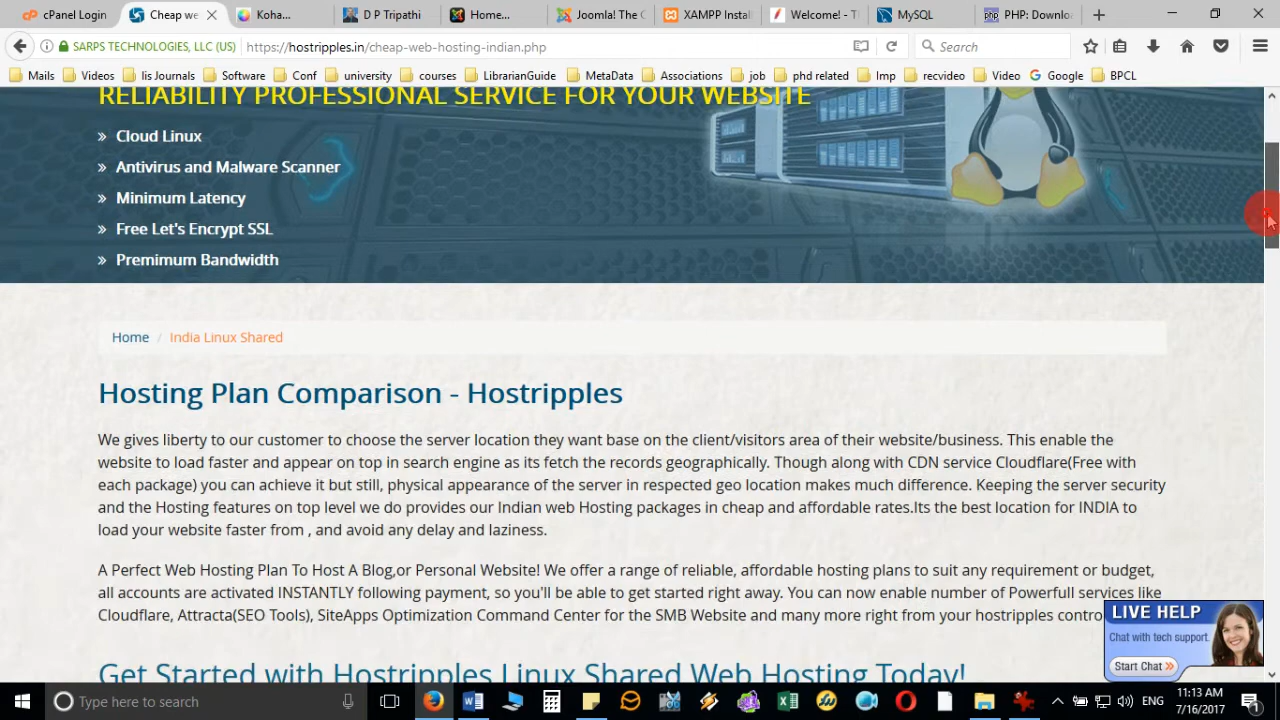 cPanel Login
Cheap we
Koha...
D P Tripathi
Home...
Joomla! The C
XAMPP Instal
Welcome! - Th
MySQL
PHP: Downlo
SARPS TECHNOLOGIES, LLC (US)
https://hostripples.in/cheap-web-hosting-indian.php
Search
Mails
Videos
lis Journals
Software
Conf
university
courses
LibrarianGuide
MetaData
Associations
job
phd related
Imp
recvideo
Video
Google
BPCL
RELIABILITY PROFESSIONAL SERVICE FOR YOUR WEBSITE
» Cloud Linux
» Antivirus and Malware Scanner
» Minimum Latency
» Free Let's Encrypt SSL
» Premimum Bandwidth
Home / India Linux Shared
Hosting Plan Comparison - Hostripples
We gives liberty to our customer to choose the server location they want base on the client/visitors area of their website/business. This enable the
website to load faster and appear on top in search engine as its fetch the records geographically. Though along with CDN service Cloudflare(Free with
each package) you can achieve it but still, physical appearance of the server in respected geo location makes much difference. Keeping the server security
and the Hosting features on top level we do provides our Indian web Hosting packages in cheap and affordable rates.Its the best location for INDIA to
load your website faster from , and avoid any delay and laziness.
A Perfect Web Hosting Plan To Host A Blog,or Personal Website! We offer a range of reliable, affordable hosting plans to suit any requirement or budget,
all accounts are activated INSTANTLY following payment, so you'll be able to get started right away. You can now enable number of Powerfull services like
Cloudflare, Attracta(SEO Tools), SiteApps Optimization Command Center for the SMB Website and many more right from your hostripples contro
Get Started with Hostripples Linux Shared Web Hosting Today!
LIVE HELP
Chat with tech support.
Start Chat »
Type here to search
ENG
11:13 AM
7/16/2017
1